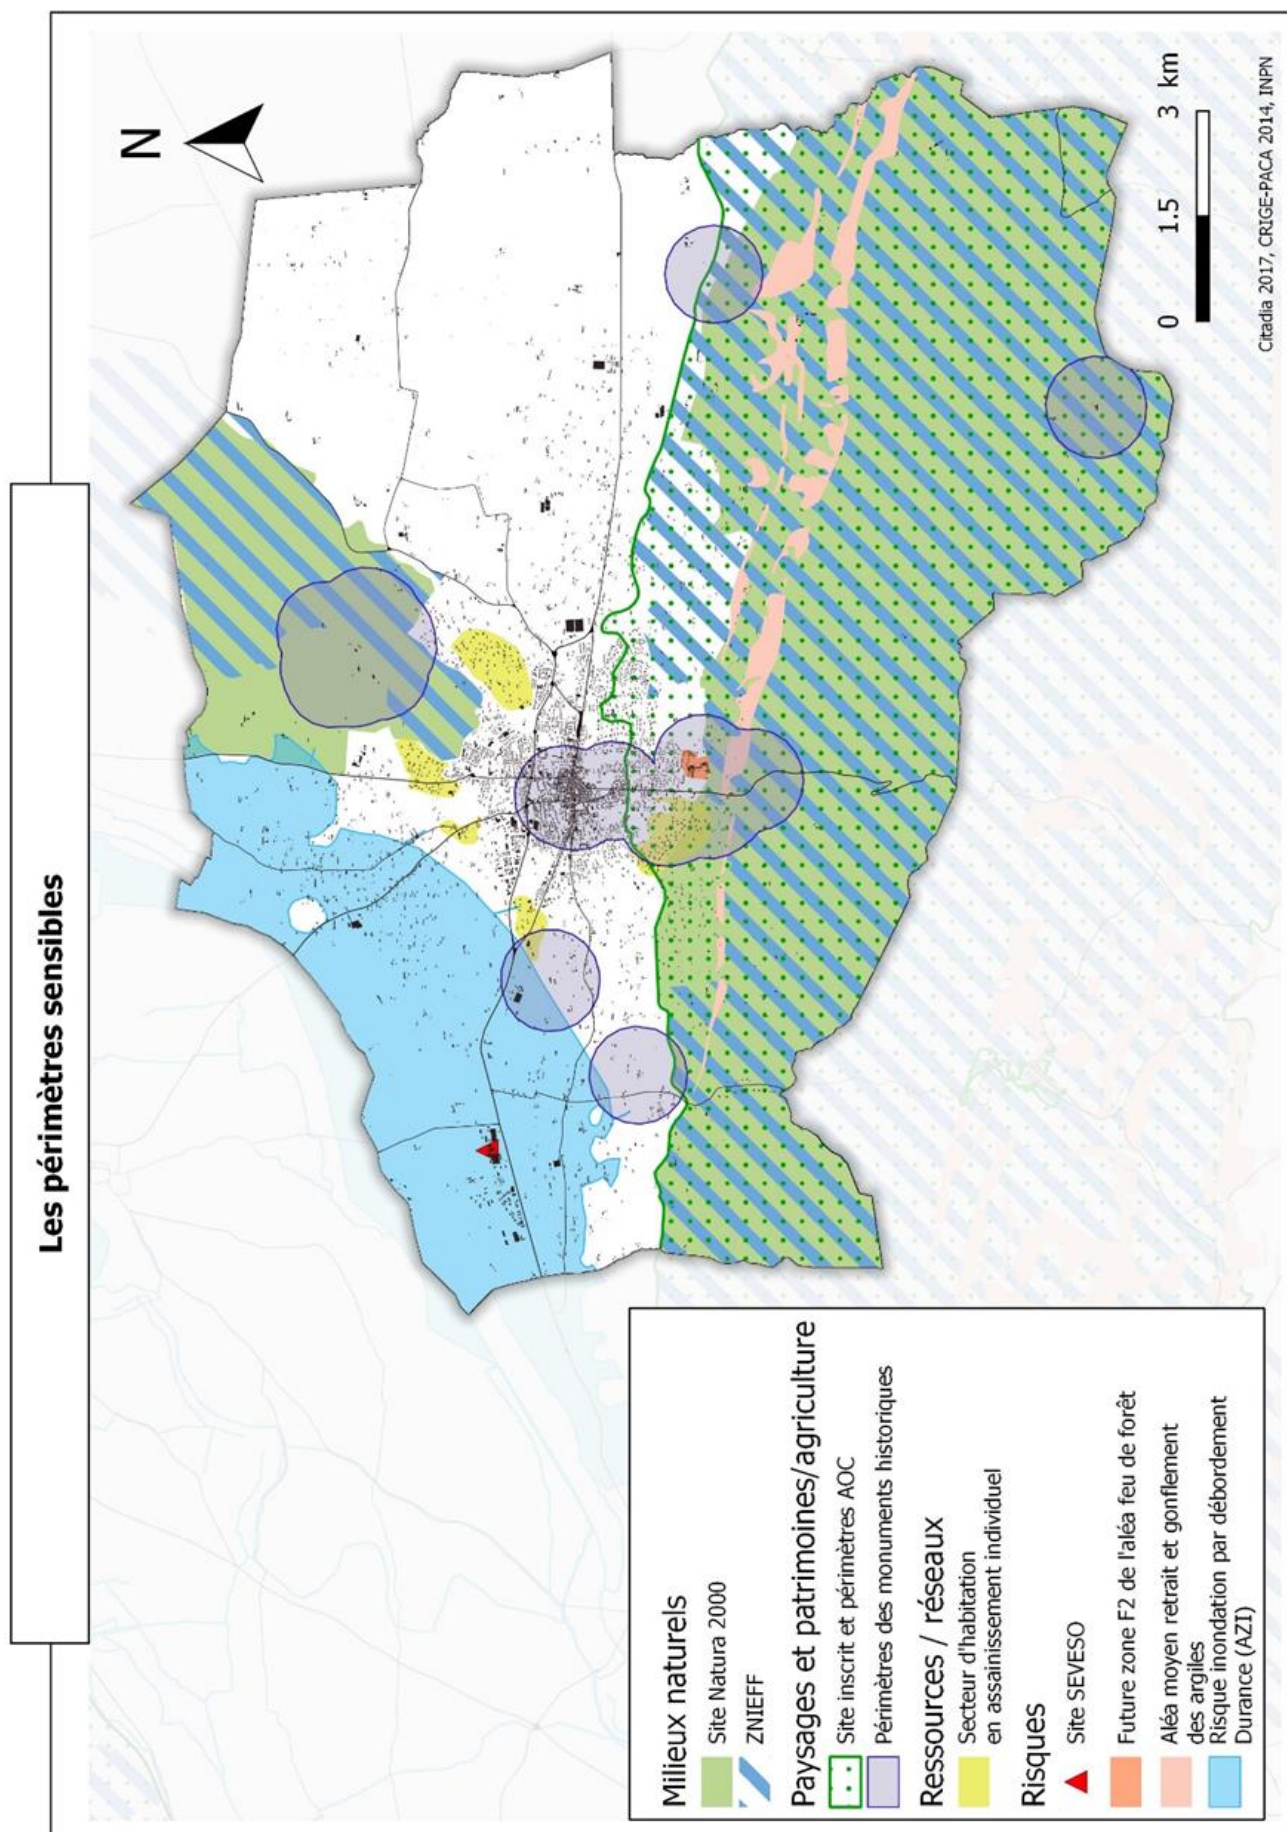 Les périmètres sensibles
N
Milieux naturels
Site Natura 2000
ZNIEFF
Paysages et patrimoines/agriculture
Site inscrit et périmètres AOC
Périmètres des monuments historiques
Ressources / réseaux
Secteur d'habitation
en assainissement individuel
Risques
Site SEVESO
Future zone F2 de l'aléa feu de forêt
Aléa moyen retrait et gonflement
des argiles
Risque inondation par débordement
Durance (AZI)
0 1.5 3 km
Citadia 2017, CRIGE-PACA 2014, INPN